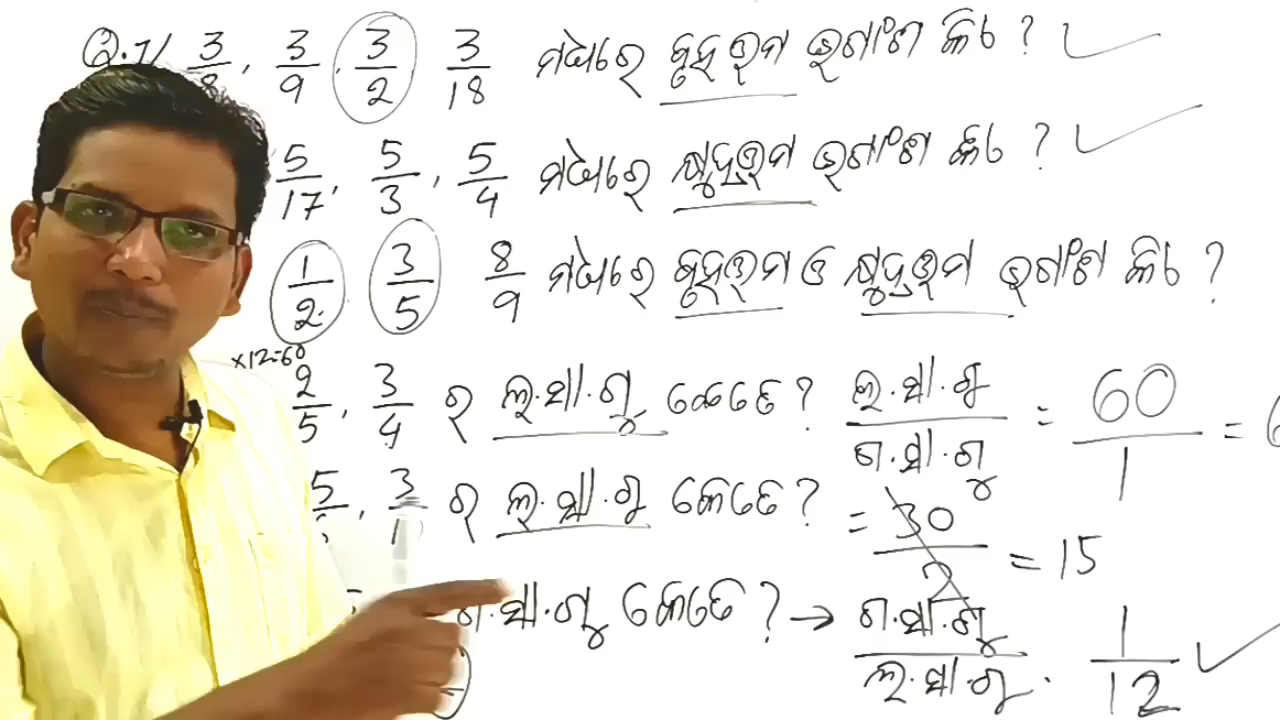 Q.1/ 3/8, 3/9, 3/2 3/18 ମଧ୍ୟରେ ବୃହତ୍ତମ ଭଗ୍ନାଂଶ କିଏ ? ✓
5/17, 5/3, 5/4 ମଧ୍ୟରେ କ୍ଷୁଦ୍ରତମ ଭଗ୍ନାଂଶ କିଏ ? ✓
1/2, 3/5 8/9 ମଧ୍ୟରେ ବୃହତ୍ତମ ଓ କ୍ଷୁଦ୍ରତମ ଭଗ୍ନାଂଶ କିଏ ?
×12=60
2/5, 3/4 ର ଲ.ସା.ଗୁ କେତେ ? ଲ.ସା.ଗୁ/ଗ.ସା.ଗୁ = 60/1 =
3 ର ଲ.ସା.ଗୁ କେତେ ? = 30/2 = 15
ଗ.ସା.ଗୁ କେତେ ? → ଗ.ସା.ଗୁ/ଲ.ସା.ଗୁ . 1/12 ✓